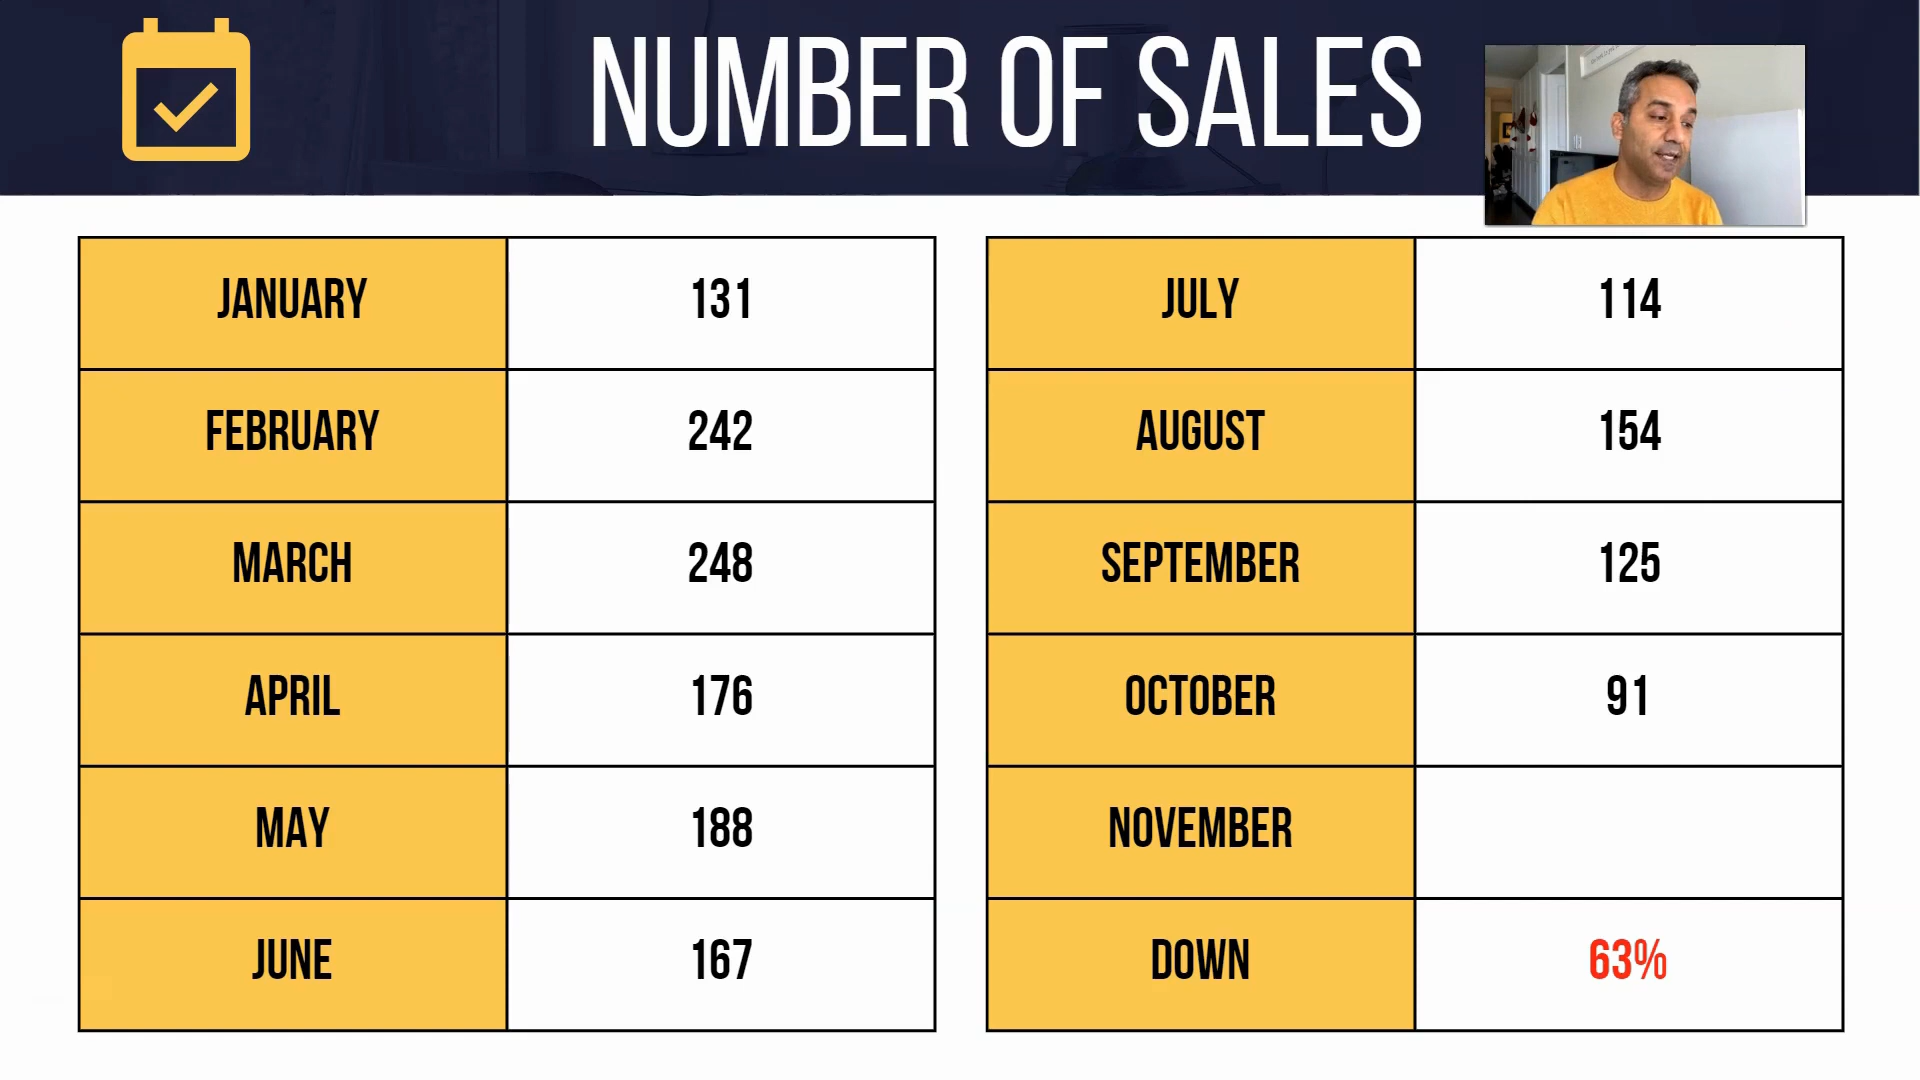 NUMBER OF SALES
JANUARY 131
FEBRUARY 242
MARCH 248
APRIL 176
MAY 188
JUNE 167
JULY 114
AUGUST 154
SEPTEMBER 125
OCTOBER 91
NOVEMBER
DOWN 63%